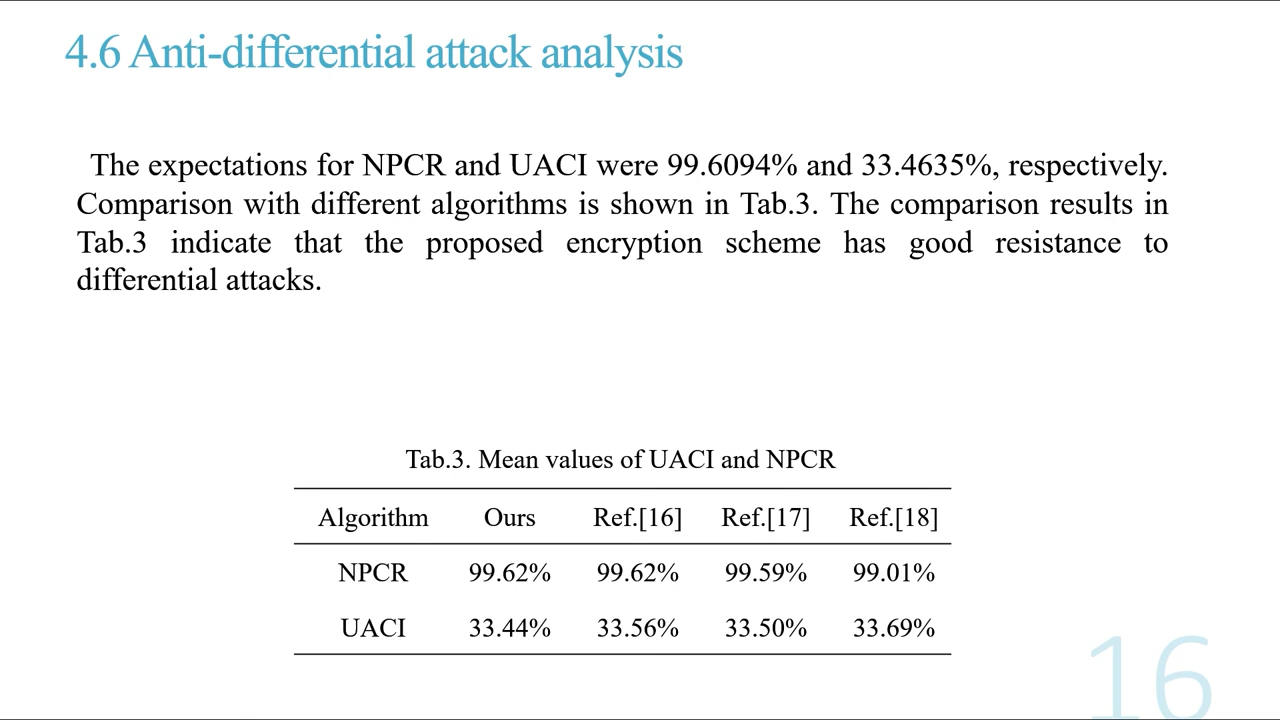 4.6 Anti-differential attack analysis
The expectations for NPCR and UACI were 99.6094% and 33.4635%, respectively.
Comparison with different algorithms is shown in Tab.3. The comparison results in
Tab.3 indicate that the proposed encryption scheme has good resistance to
differential attacks.
Tab.3. Mean values of UACI and NPCR
Algorithm Ours Ref.[16] Ref.[17] Ref.[18]
NPCR 99.62% 99.62% 99.59% 99.01%
UACI 33.44% 33.56% 33.50% 33.69%
16